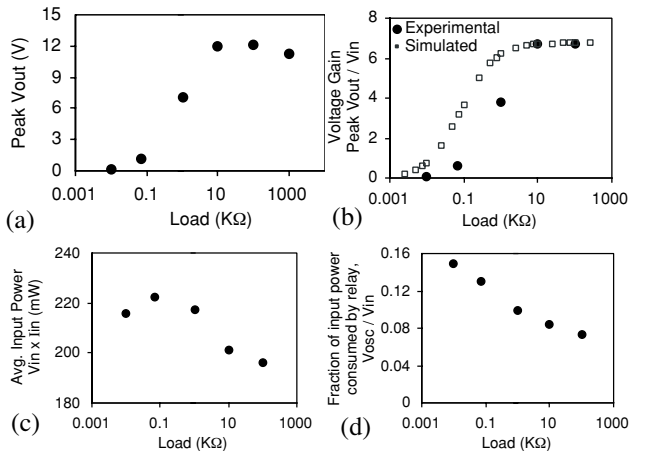 15
12
9
6
3
0
Peak Vout (V)
0.001 0.1 10 1000
Load (KΩ)
(a)
8
6
4
2
0
Voltage Gain
Peak Vout / Vin
Experimental
Simulated
0.001 0.1 10 1000
Load (KΩ)
(b)
240
220
200
180
Avg. Input Power
Vin x Iin (mW)
0.001 0.1 10 1000
Load (KΩ)
(c)
0.16
0.12
0.08
0.04
Fraction of input power
consumed by relay,
Vosc / Vin
0.001 0.1 10 1000
Load (KΩ)
(d)